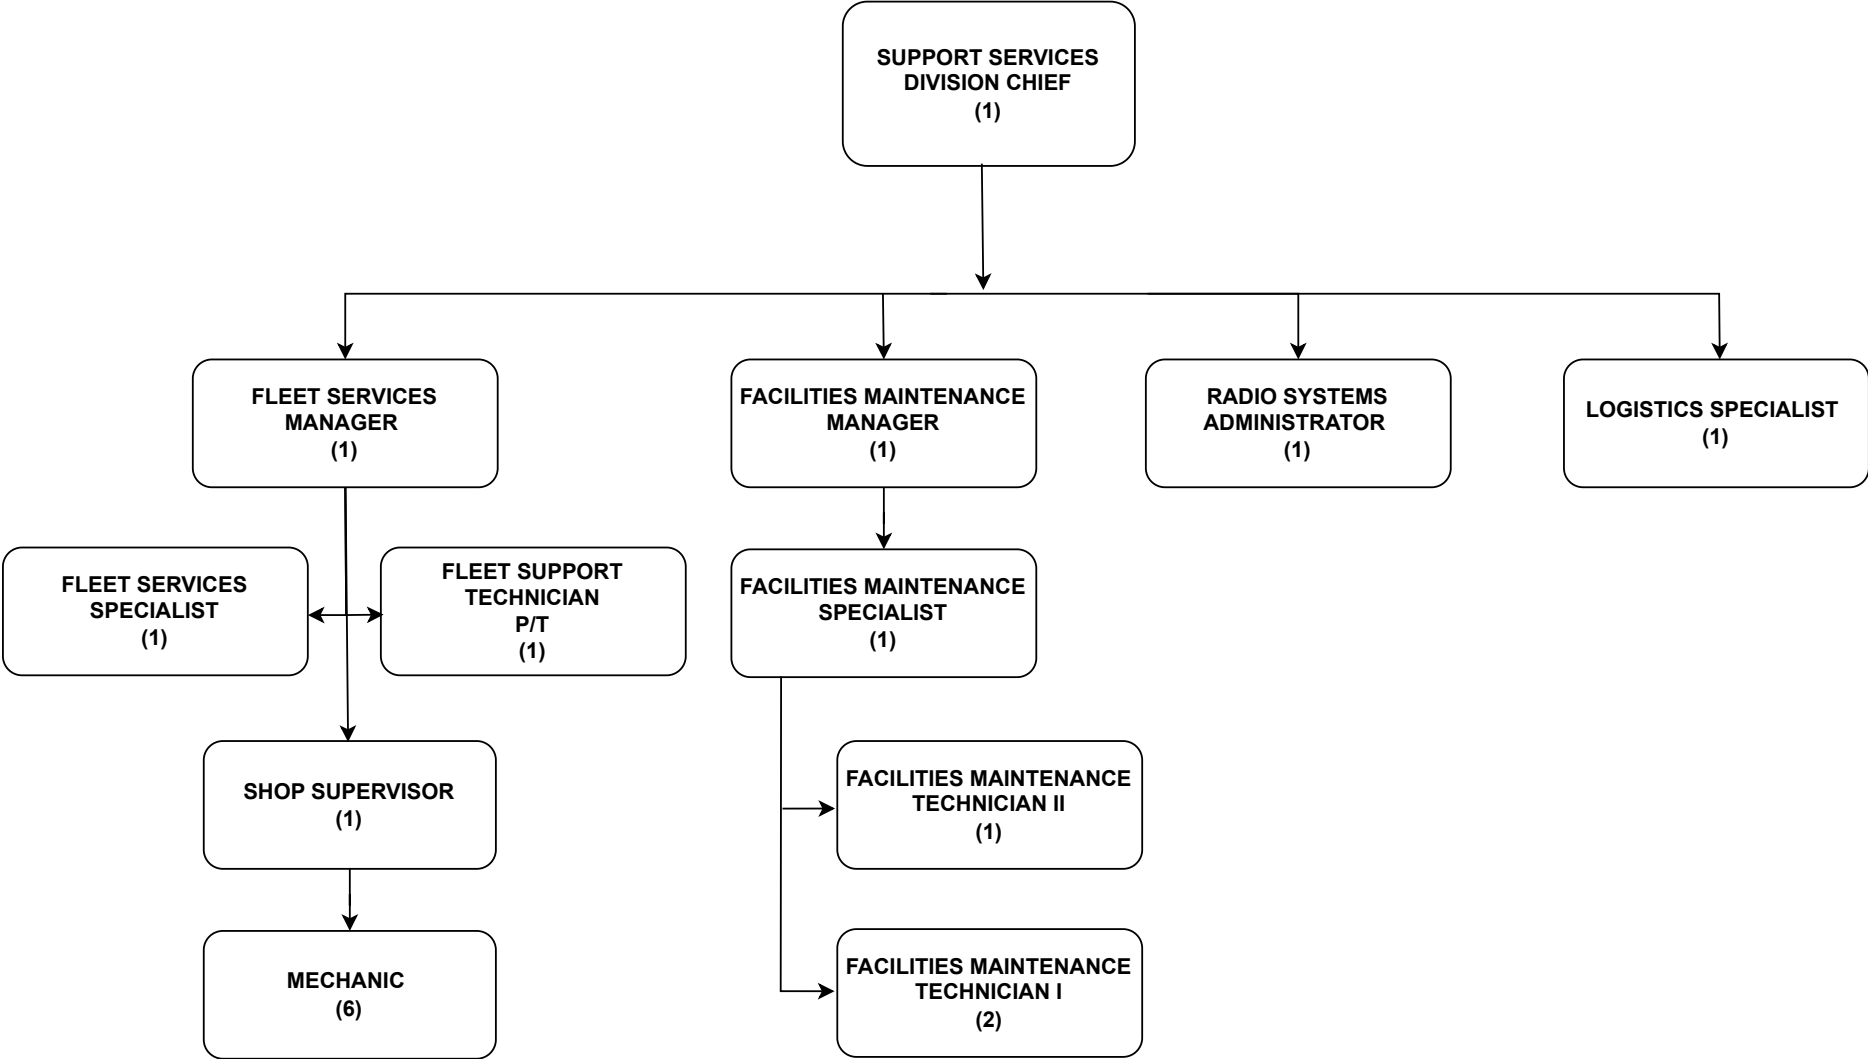 SUPPORT SERVICES
DIVISION CHIEF
(1)
FLEET SERVICES
MANAGER
(1)
FACILITIES MAINTENANCE
MANAGER
(1)
RADIO SYSTEMS
ADMINISTRATOR
(1)
LOGISTICS SPECIALIST
(1)
FLEET SERVICES
SPECIALIST
(1)
FLEET SUPPORT
TECHNICIAN
P/T
(1)
FACILITIES MAINTENANCE
SPECIALIST
(1)
SHOP SUPERVISOR
(1)
FACILITIES MAINTENANCE
TECHNICIAN II
(1)
MECHANIC
(6)
FACILITIES MAINTENANCE
TECHNICIAN I
(2)